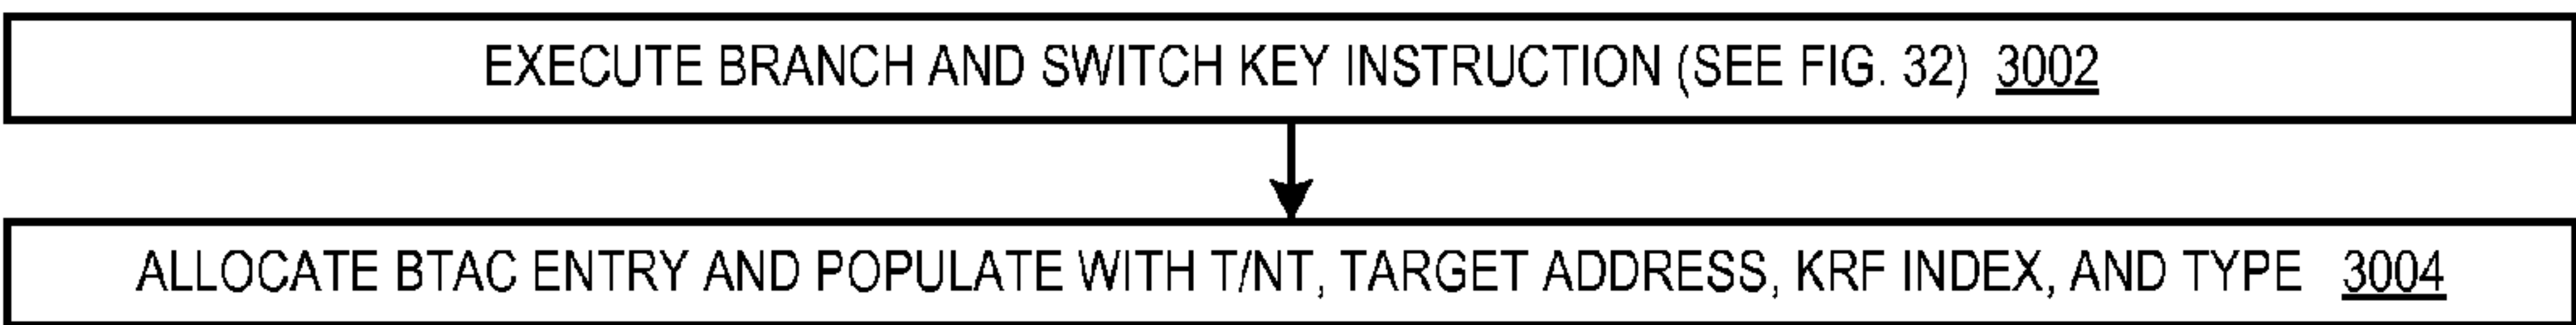 EXECUTE BRANCH AND SWITCH KEY INSTRUCTION (SEE FIG. 32) 3002
ALLOCATE BTAC ENTRY AND POPULATE WITH T/NT, TARGET ADDRESS, KRF INDEX, AND TYPE 3004